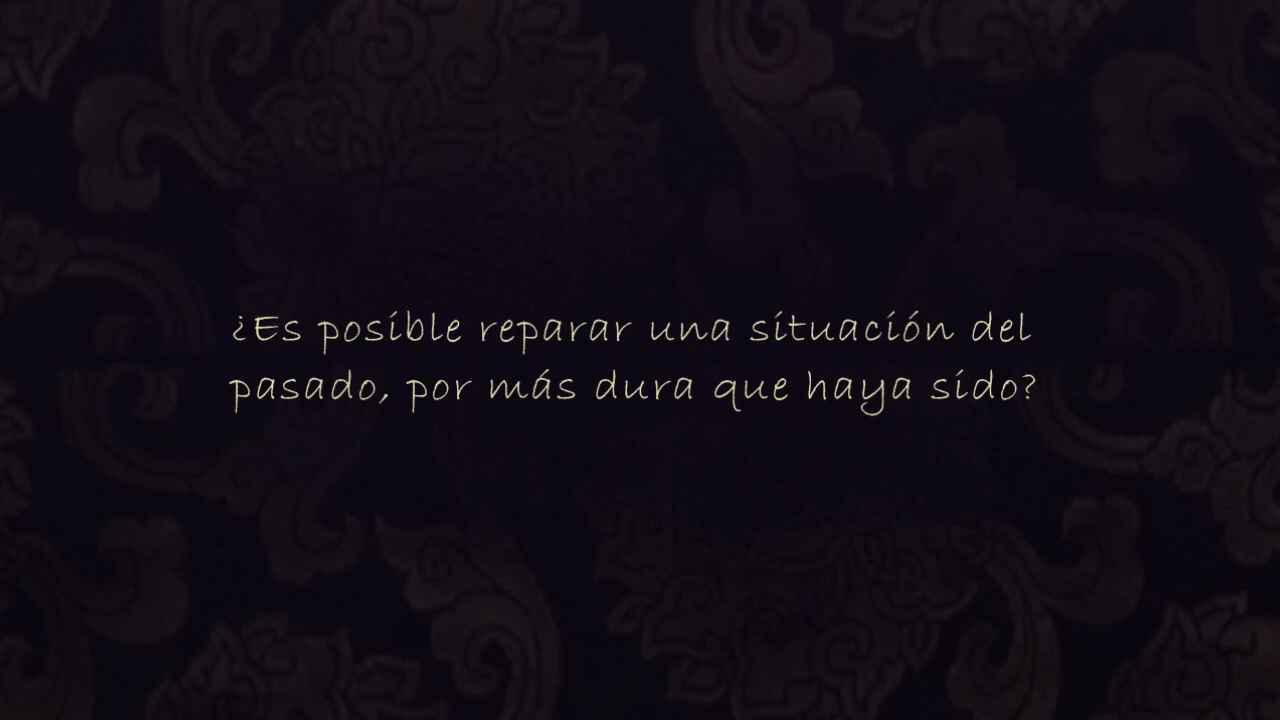 ¿Es posible reparar una situación del
pasado, por más dura que haya sido?